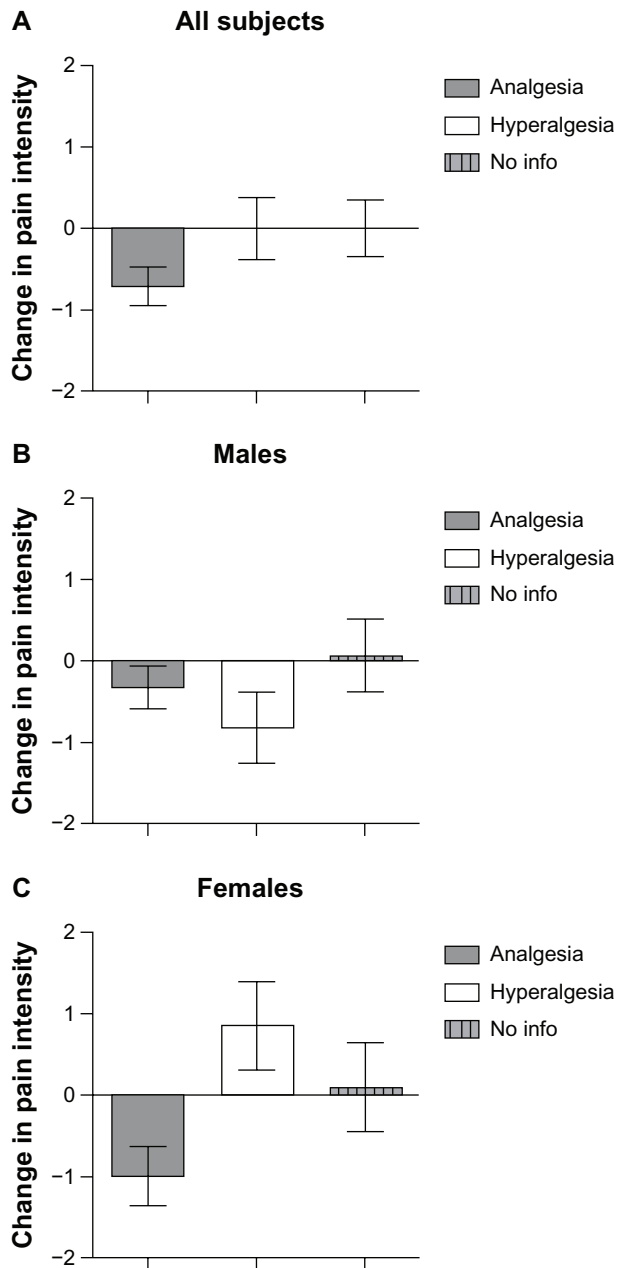 A All subjects
Change in pain intensity
2
1
0
−1
−2
Analgesia
Hyperalgesia
No info
B Males
Change in pain intensity
2
1
0
−1
−2
Analgesia
Hyperalgesia
No info
C Females
Change in pain intensity
2
1
0
−1
−2
Analgesia
Hyperalgesia
No info